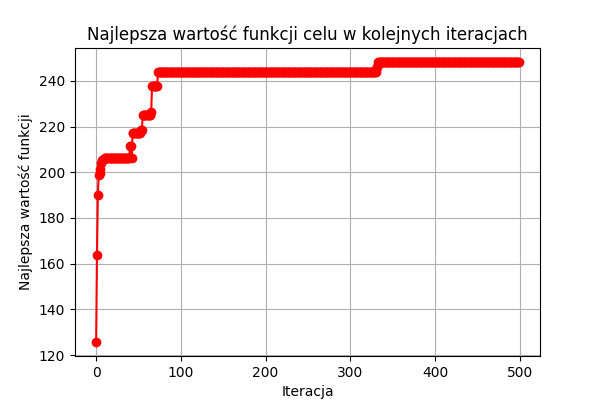 Najlepsza wartość funkcji celu w kolejnych iteracjach
Najlepsza wartość funkcji
240
220
200
180
160
140
120
0 100 200 300 400 500
Iteracja